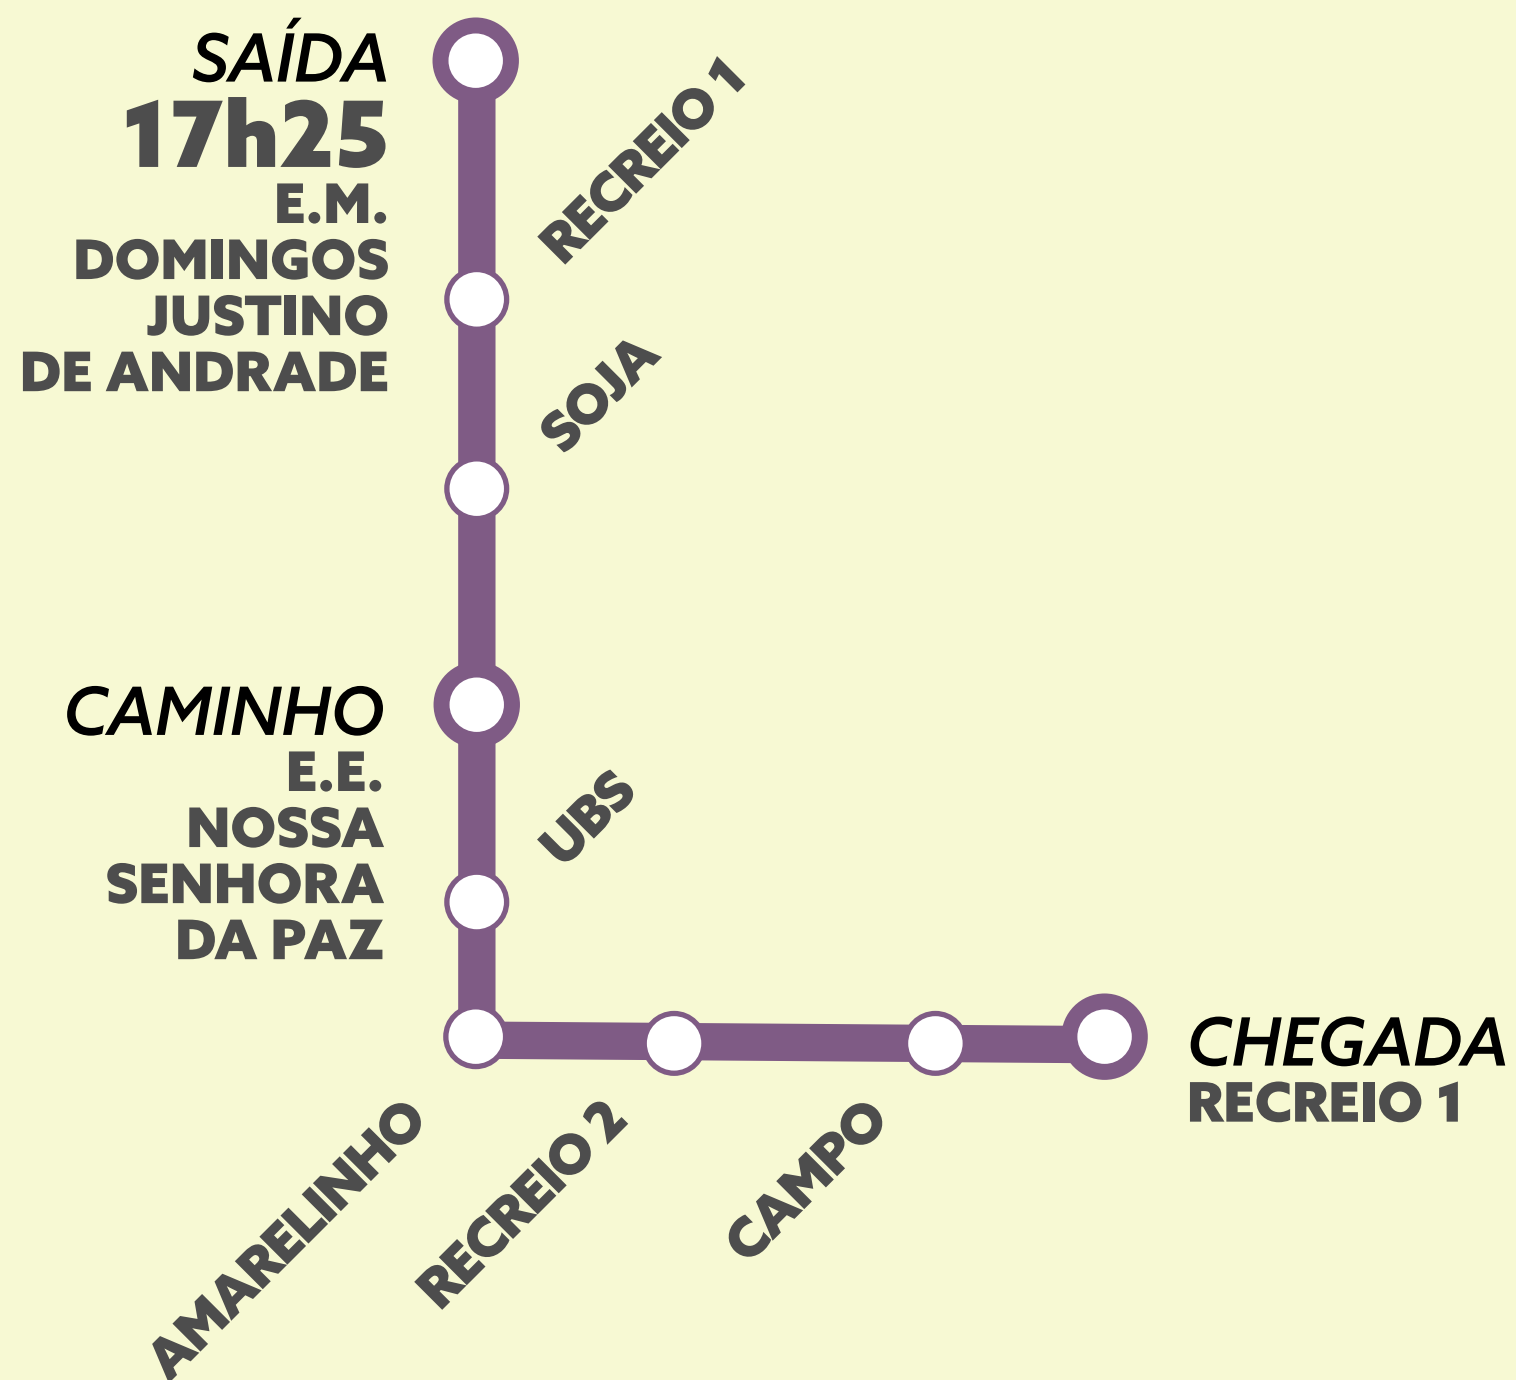 SAÍDA
17h25
E.M.
DOMINGOS
JUSTINO
DE ANDRADE
RECREIO 1
SOJA
CAMINHO
E.E.
NOSSA
SENHORA
DA PAZ
UBS
AMARELINHO
RECREIO 2
CAMPO
CHEGADA
RECREIO 1